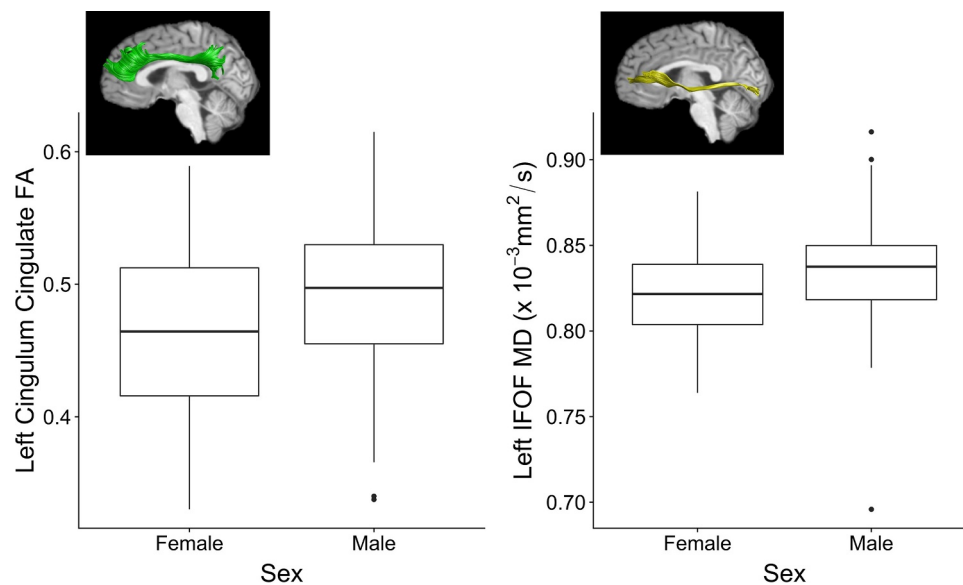 Left Cingulum Cingulate FA
0.6
0.5
0.4
Female
Male
Sex
Left IFOF MD (x 10⁻³mm²/s)
0.90
0.85
0.80
0.75
0.70
Female
Male
Sex